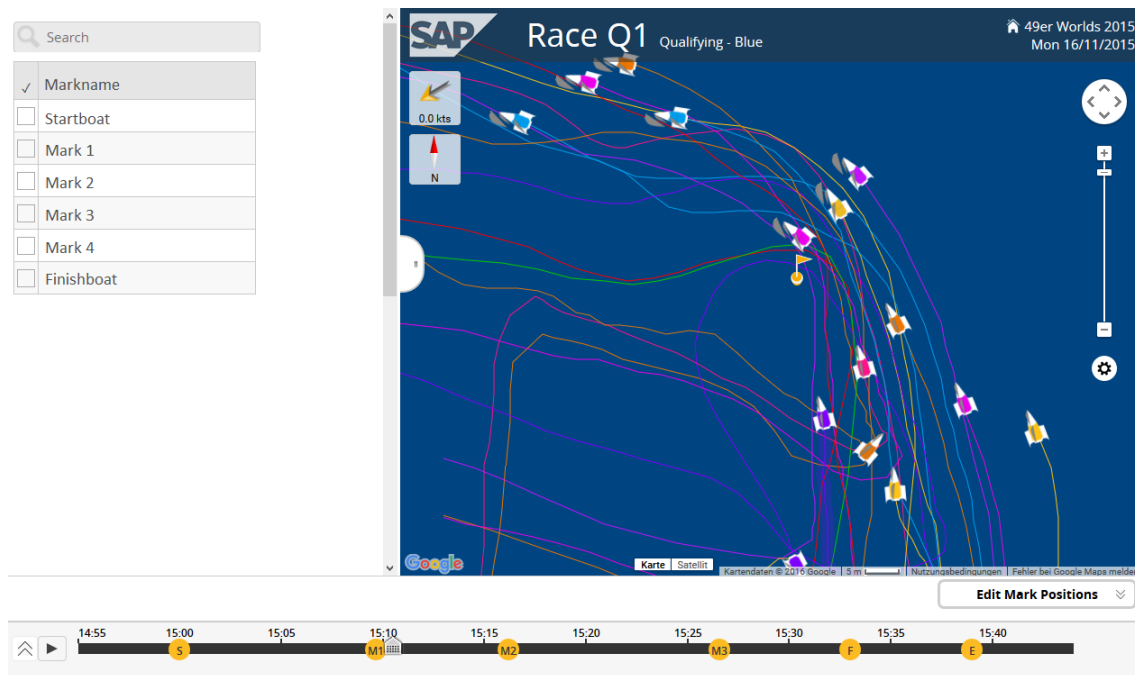 Search
Markname
Startboat
Mark 1
Mark 2
Mark 3
Mark 4
Finishboat
SAP
Race Q1 Qualifying - Blue
49er Worlds 2015
Mon 16/11/2015
0.0 kts
N
Google
Karte Satellit
Kartendaten © 2016 Google 5 m Nutzungsbedingungen Fehler bei Google Maps melde
Edit Mark Positions
14:55 15:00 15:05 15:10 15:15 15:20 15:25 15:30 15:35 15:40
S M1 M2 M3 F E